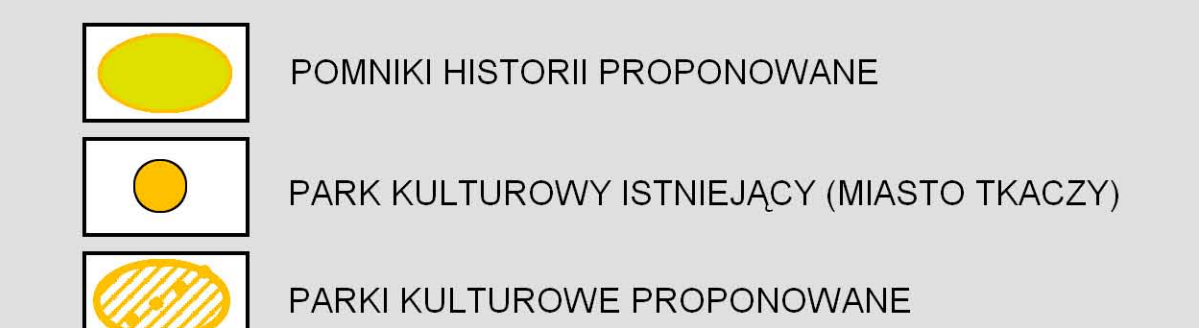 POMNIKI HISTORII PROPONOWANE
PARK KULTUROWY ISTNIEJĄCY (MIASTO TKACZY)
PARKI KULTUROWE PROPONOWANE